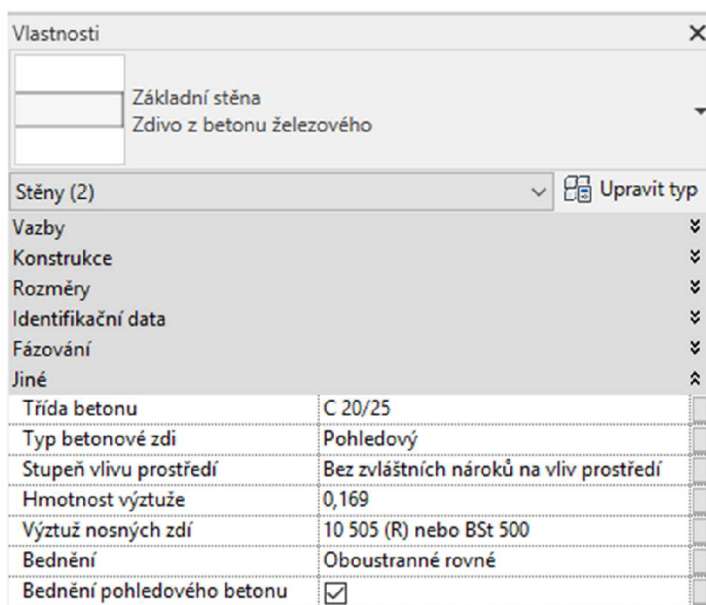 Vlastnosti
Základní stěna
Zdivo z betonu železového
Stěny (2) Upravit typ
Vazby
Konstrukce
Rozměry
Identifikační data
Fázování
Jiné
Třída betonu C 20/25
Typ betonové zdi Pohledový
Stupeň vlivu prostředí Bez zvláštních nároků na vliv prostředí
Hmotnost výztuže 0,169
Výztuž nosných zdí 10 505 (R) nebo BSt 500
Bednění Oboustranné rovné
Bednění pohledového betonu